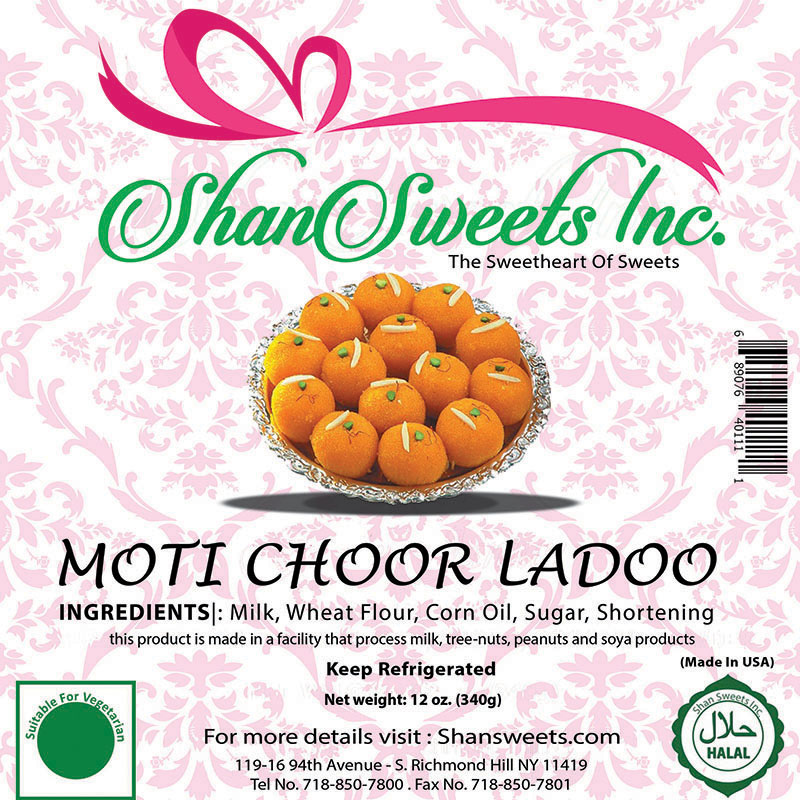 ShanSweets Inc.
The Sweetheart Of Sweets
6 89076 40111 1
MOTI CHOOR LADOO
INGREDIENTS|: Milk, Wheat Flour, Corn Oil, Sugar, Shortening
this product is made in a facility that process milk, tree-nuts, peanuts and soya products
Keep Refrigerated
(Made In USA)
Net weight: 12 oz. (340g)
Suitable For Vegetarian
Shan Sweets Inc.
حلال
HALAL
For more details visit : Shansweets.com
119-16 94th Avenue - S. Richmond Hill NY 11419
Tel No. 718-850-7800 . Fax No. 718-850-7801